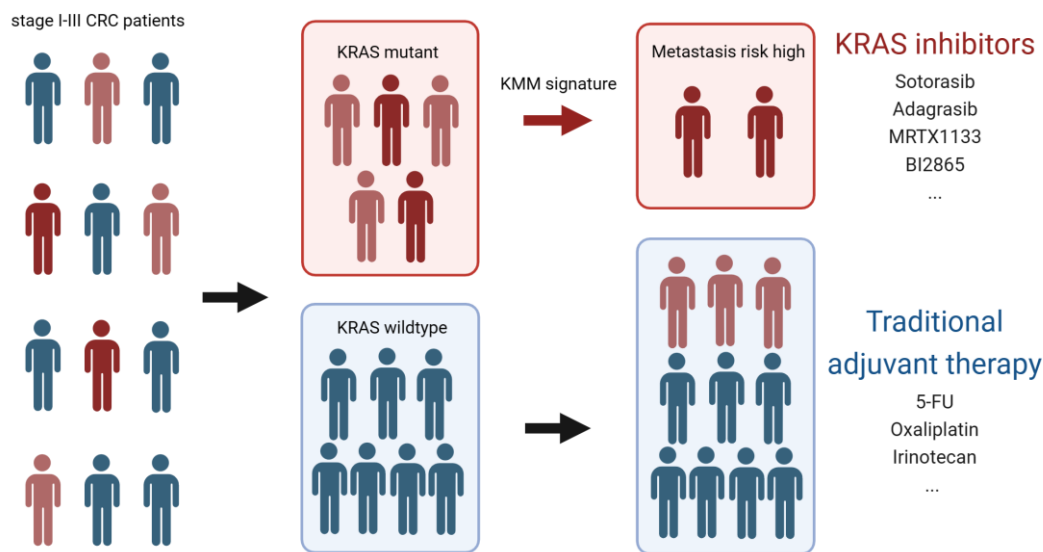 stage I-III CRC patients
KRAS mutant
KMM signature
Metastasis risk high
KRAS inhibitors
Sotorasib
Adagrasib
MRTX1133
BI2865
...
KRAS wildtype
Traditional
adjuvant therapy
5-FU
Oxaliplatin
Irinotecan
...